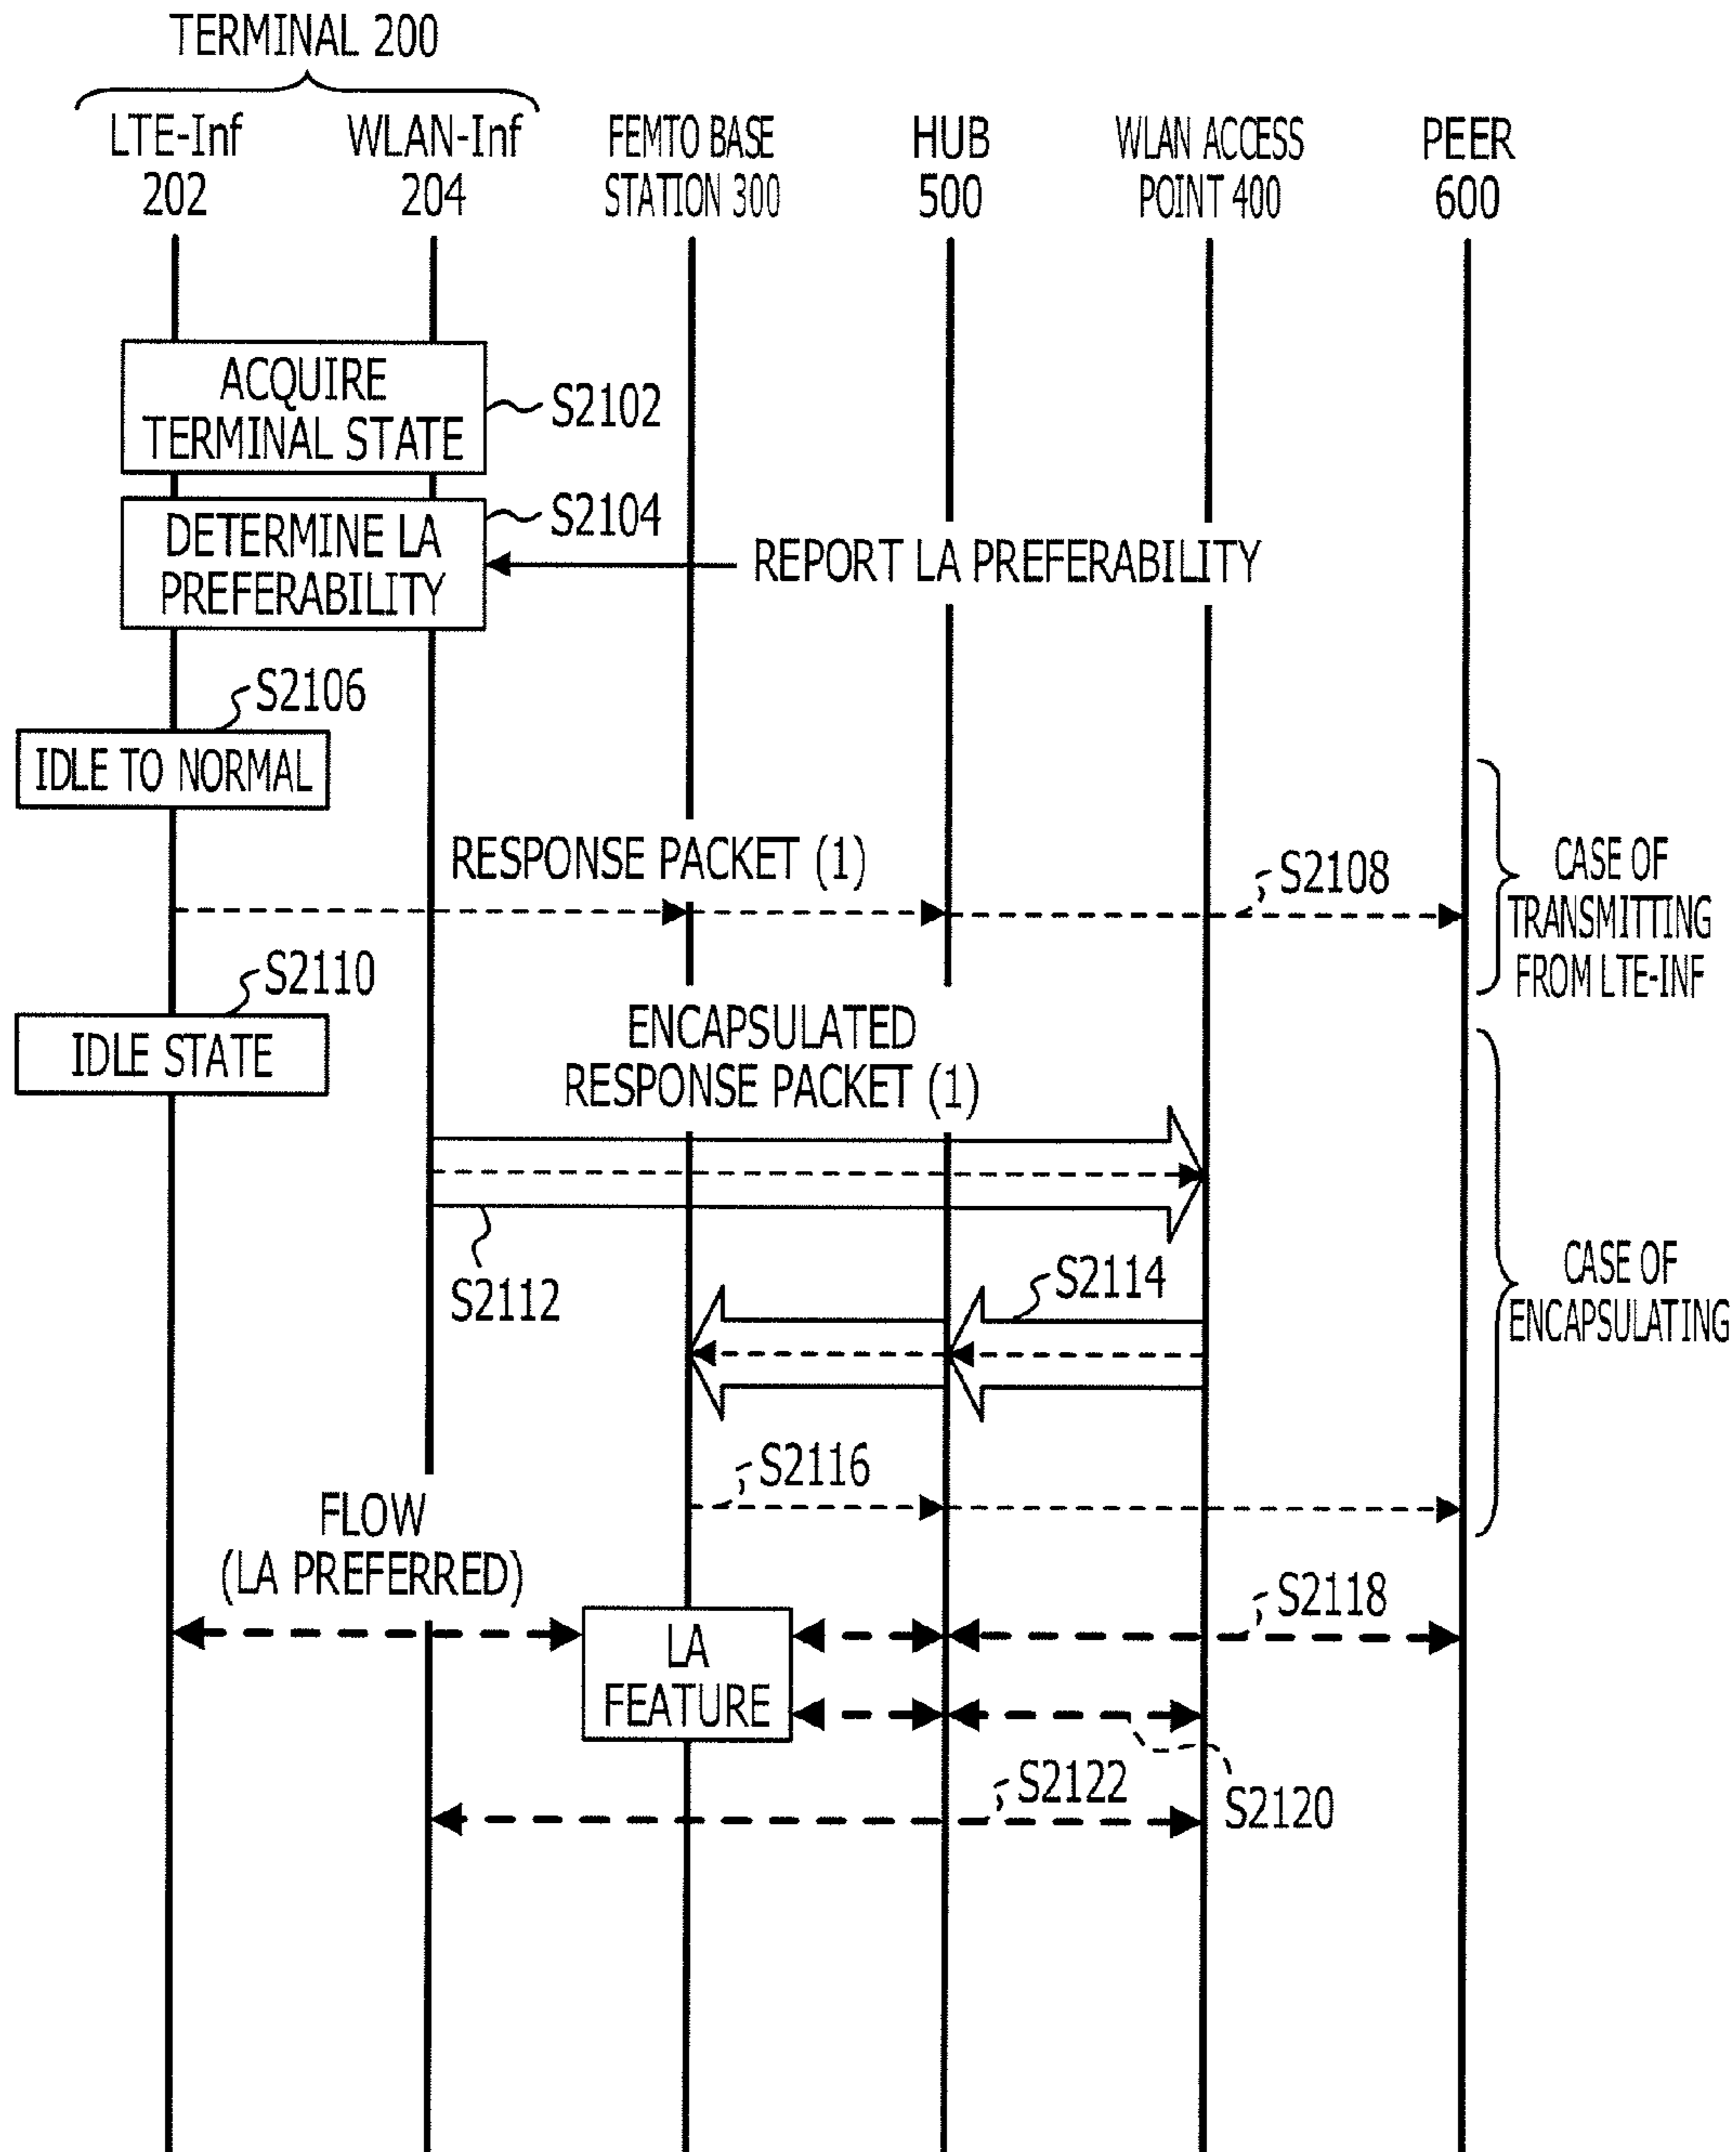 TERMINAL 200
LTE-Inf
202
WLAN-Inf
204
FEMTO BASE
STATION 300
HUB
500
WLAN ACCESS
POINT 400
PEER
600
ACQUIRE
TERMINAL STATE
S2102
DETERMINE LA
PREFERABILITY
S2104
REPORT LA PREFERABILITY
S2106
IDLE TO NORMAL
RESPONSE PACKET (1)
S2108
CASE OF
TRANSMITTING
FROM LTE-INF
S2110
IDLE STATE
ENCAPSULATED
RESPONSE PACKET (1)
S2112
S2114
CASE OF
ENCAPSULATING
S2116
FLOW
(LA PREFERRED)
S2118
LA
FEATURE
S2122
S2120